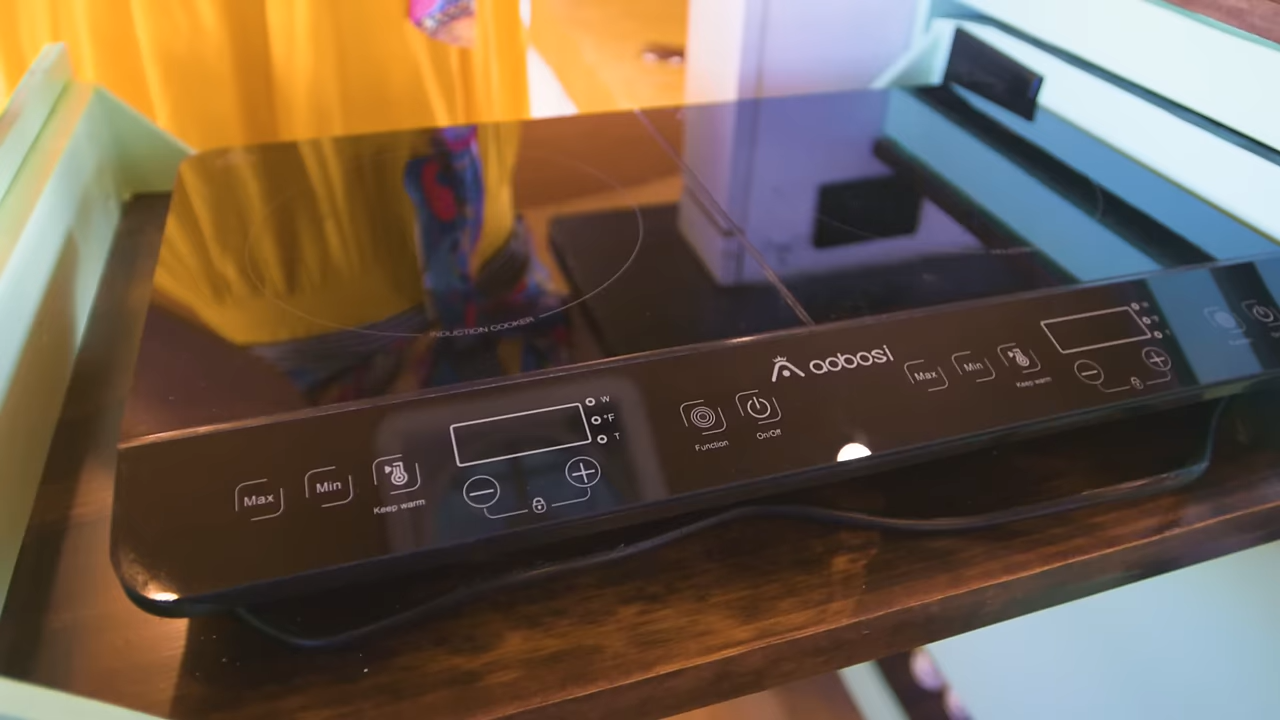 INDUCTION COOKER
aobosi
Max
Min
Keep warm
W
°F
T
Function
On/Off
Max
Min
Keep warm